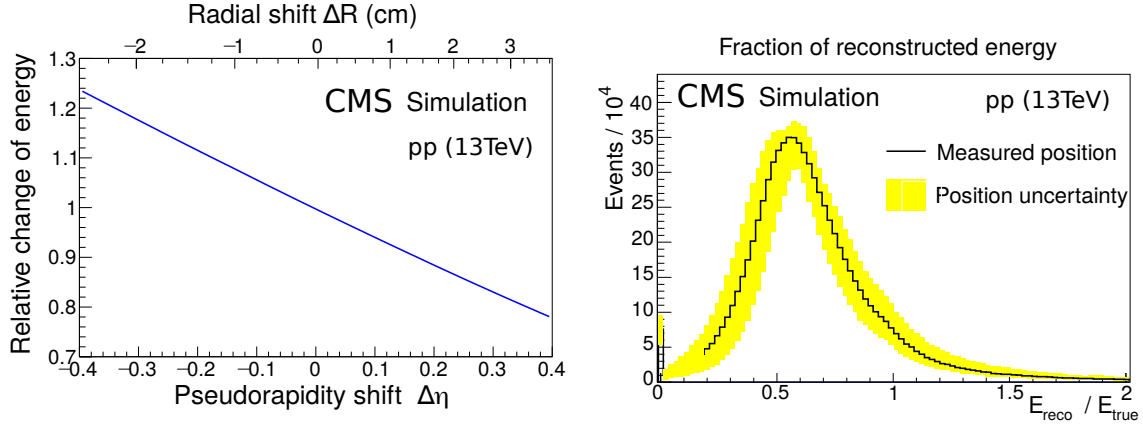 Radial shift ΔR (cm)
−2 −1 0 1 2 3
1.3
1.2
1.1
1
0.9
0.8
0.7
Relative change of energy
CMS Simulation
pp (13TeV)
−0.4 −0.3 −0.2 −0.1 0 0.1 0.2 0.3 0.4
Pseudorapidity shift Δη
Fraction of reconstructed energy
Events / 10⁴
40
35
30
25
20
15
10
5
0
CMS Simulation pp (13TeV)
Measured position
Position uncertainty
0 0.5 1 1.5 2
E_reco / E_true